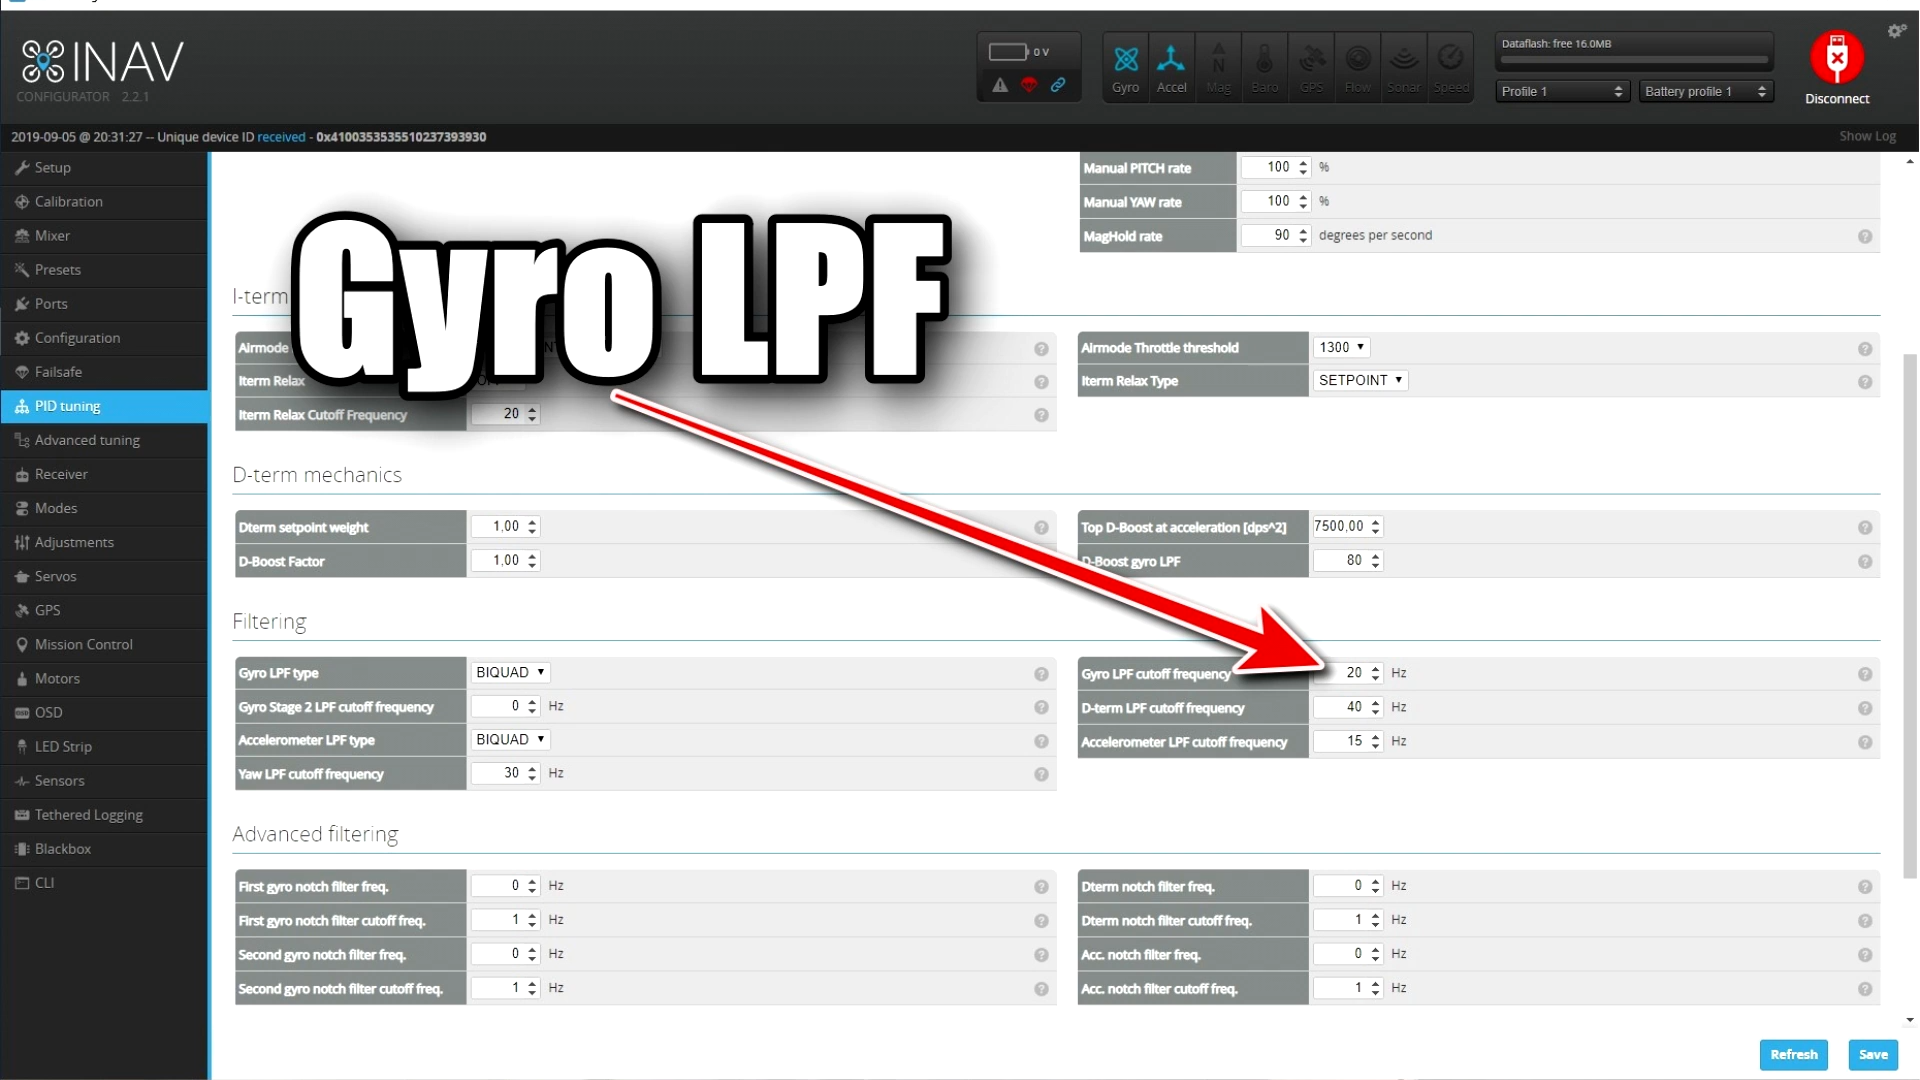 INAV
CONFIGURATOR 2.2.1
0 V
Gyro
Accel
Mag
Baro
GPS
Flow
Sonar
Speed
Dataflash: free 16.0MB
Profile 1
Battery profile 1
Disconnect
2019-09-05 @ 20:31:27 -- Unique device ID received - 0x4100353535510237393930
Show Log
Setup
Calibration
Mixer
Presets
Ports
Configuration
Failsafe
PID tuning
Advanced tuning
Receiver
Modes
Adjustments
Servos
GPS
Mission Control
Motors
OSD
LED Strip
Sensors
Tethered Logging
Blackbox
CLI
Manual PITCH rate 100 %
Manual YAW rate 100 %
MagHold rate 90 degrees per second
Gyro LPF
I-term
Airmode
Airmode Throttle threshold 1300
Iterm Relax
Iterm Relax Type SETPOINT
Iterm Relax Cutoff Frequency 20
D-term mechanics
Dterm setpoint weight 1,00
Top D-Boost at acceleration [dps^2] 7500,00
D-Boost Factor 1,00
D-Boost gyro LPF 80
Filtering
Gyro LPF type BIQUAD
Gyro LPF cutoff frequency 20 Hz
Gyro Stage 2 LPF cutoff frequency 0 Hz
D-term LPF cutoff frequency 40 Hz
Accelerometer LPF type BIQUAD
Accelerometer LPF cutoff frequency 15 Hz
Yaw LPF cutoff frequency 30 Hz
Advanced filtering
First gyro notch filter freq. 0 Hz
Dterm notch filter freq. 0 Hz
First gyro notch filter cutoff freq. 1 Hz
Dterm notch filter cutoff freq. 1 Hz
Second gyro notch filter freq. 0 Hz
Acc. notch filter freq. 0 Hz
Second gyro notch filter cutoff freq. 1 Hz
Acc. notch filter cutoff freq. 1 Hz
Refresh
Save